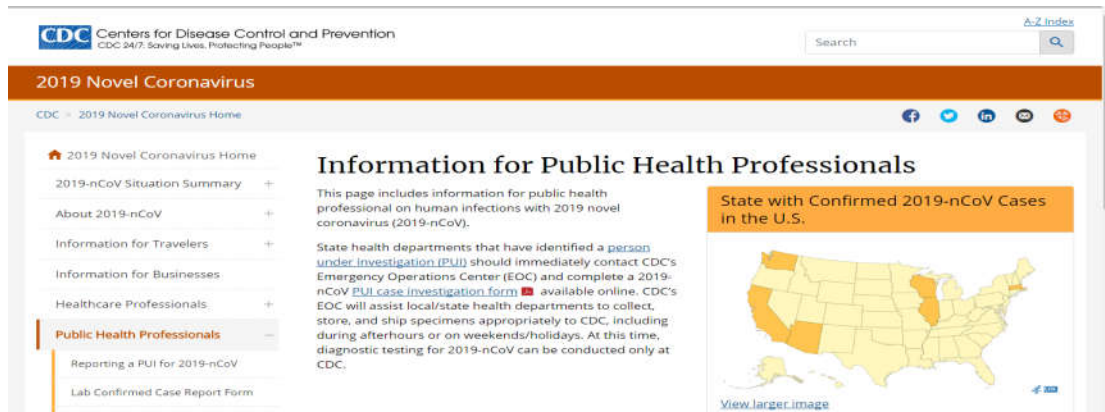 A-Z Index
CDC Centers for Disease Control and Prevention
CDC 24/7: Saving Lives, Protecting People™
Search
2019 Novel Coronavirus
CDC > 2019 Novel Coronavirus Home
2019 Novel Coronavirus Home
2019-nCoV Situation Summary +
About 2019-nCoV +
Information for Travelers +
Information for Businesses
Healthcare Professionals +
Public Health Professionals −
Reporting a PUI for 2019-nCoV
Lab Confirmed Case Report Form
Information for Public Health Professionals
This page includes information for public health
professional on human infections with 2019 novel
coronavirus (2019-nCoV).
State health departments that have identified a person
under investigation (PUI) should immediately contact CDC's
Emergency Operations Center (EOC) and complete a 2019-
nCoV PUI case investigation form available online. CDC's
EOC will assist local/state health departments to collect,
store, and ship specimens appropriately to CDC, including
during afterhours or on weekends/holidays. At this time,
diagnostic testing for 2019-nCoV can be conducted only at
CDC.
State with Confirmed 2019-nCoV Cases
in the U.S.
View larger image